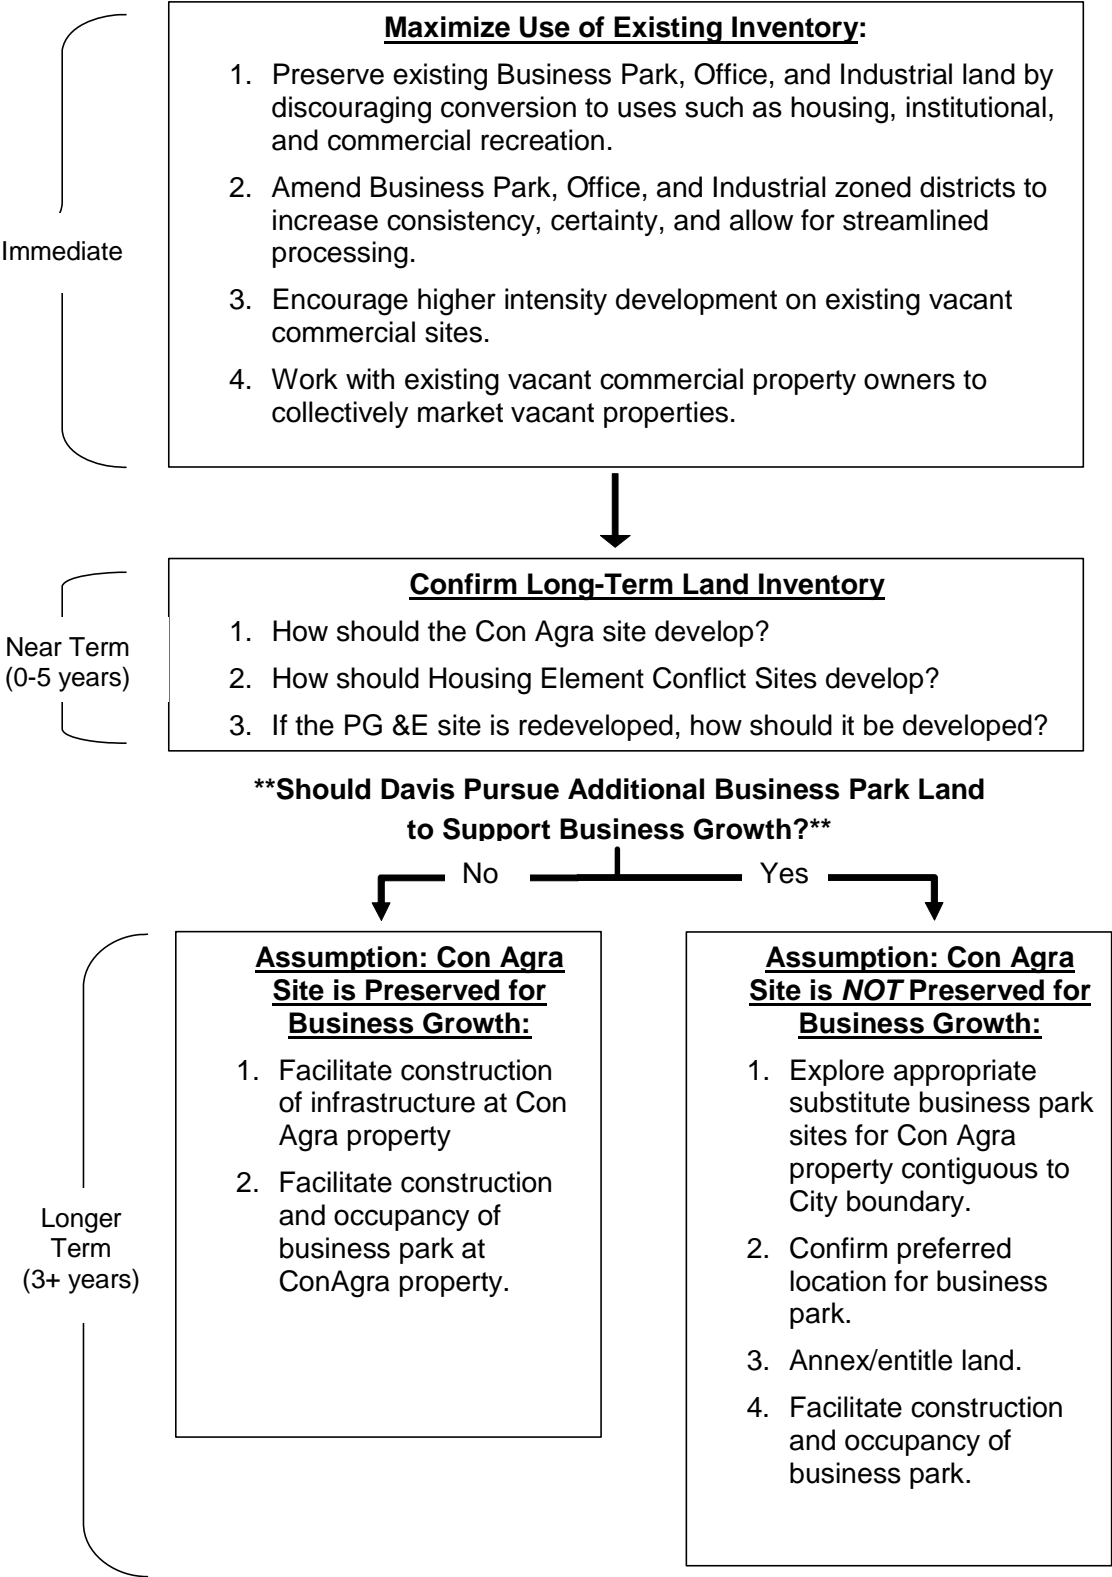 Maximize Use of Existing Inventory:
1. Preserve existing Business Park, Office, and Industrial land by
discouraging conversion to uses such as housing, institutional,
and commercial recreation.
2. Amend Business Park, Office, and Industrial zoned districts to
increase consistency, certainty, and allow for streamlined
processing.
3. Encourage higher intensity development on existing vacant
commercial sites.
4. Work with existing vacant commercial property owners to
collectively market vacant properties.
Immediate
Confirm Long-Term Land Inventory
1. How should the Con Agra site develop?
2. How should Housing Element Conflict Sites develop?
3. If the PG &E site is redeveloped, how should it be developed?
Near Term
(0-5 years)
**Should Davis Pursue Additional Business Park Land
to Support Business Growth?**
No
Yes
Assumption: Con Agra
Site is Preserved for
Business Growth:
1. Facilitate construction
of infrastructure at Con
Agra property
2. Facilitate construction
and occupancy of
business park at
ConAgra property.
Assumption: Con Agra
Site is NOT Preserved for
Business Growth:
1. Explore appropriate
substitute business park
sites for Con Agra
property contiguous to
City boundary.
2. Confirm preferred
location for business
park.
3. Annex/entitle land.
4. Facilitate construction
and occupancy of
business park.
Longer
Term
(3+ years)